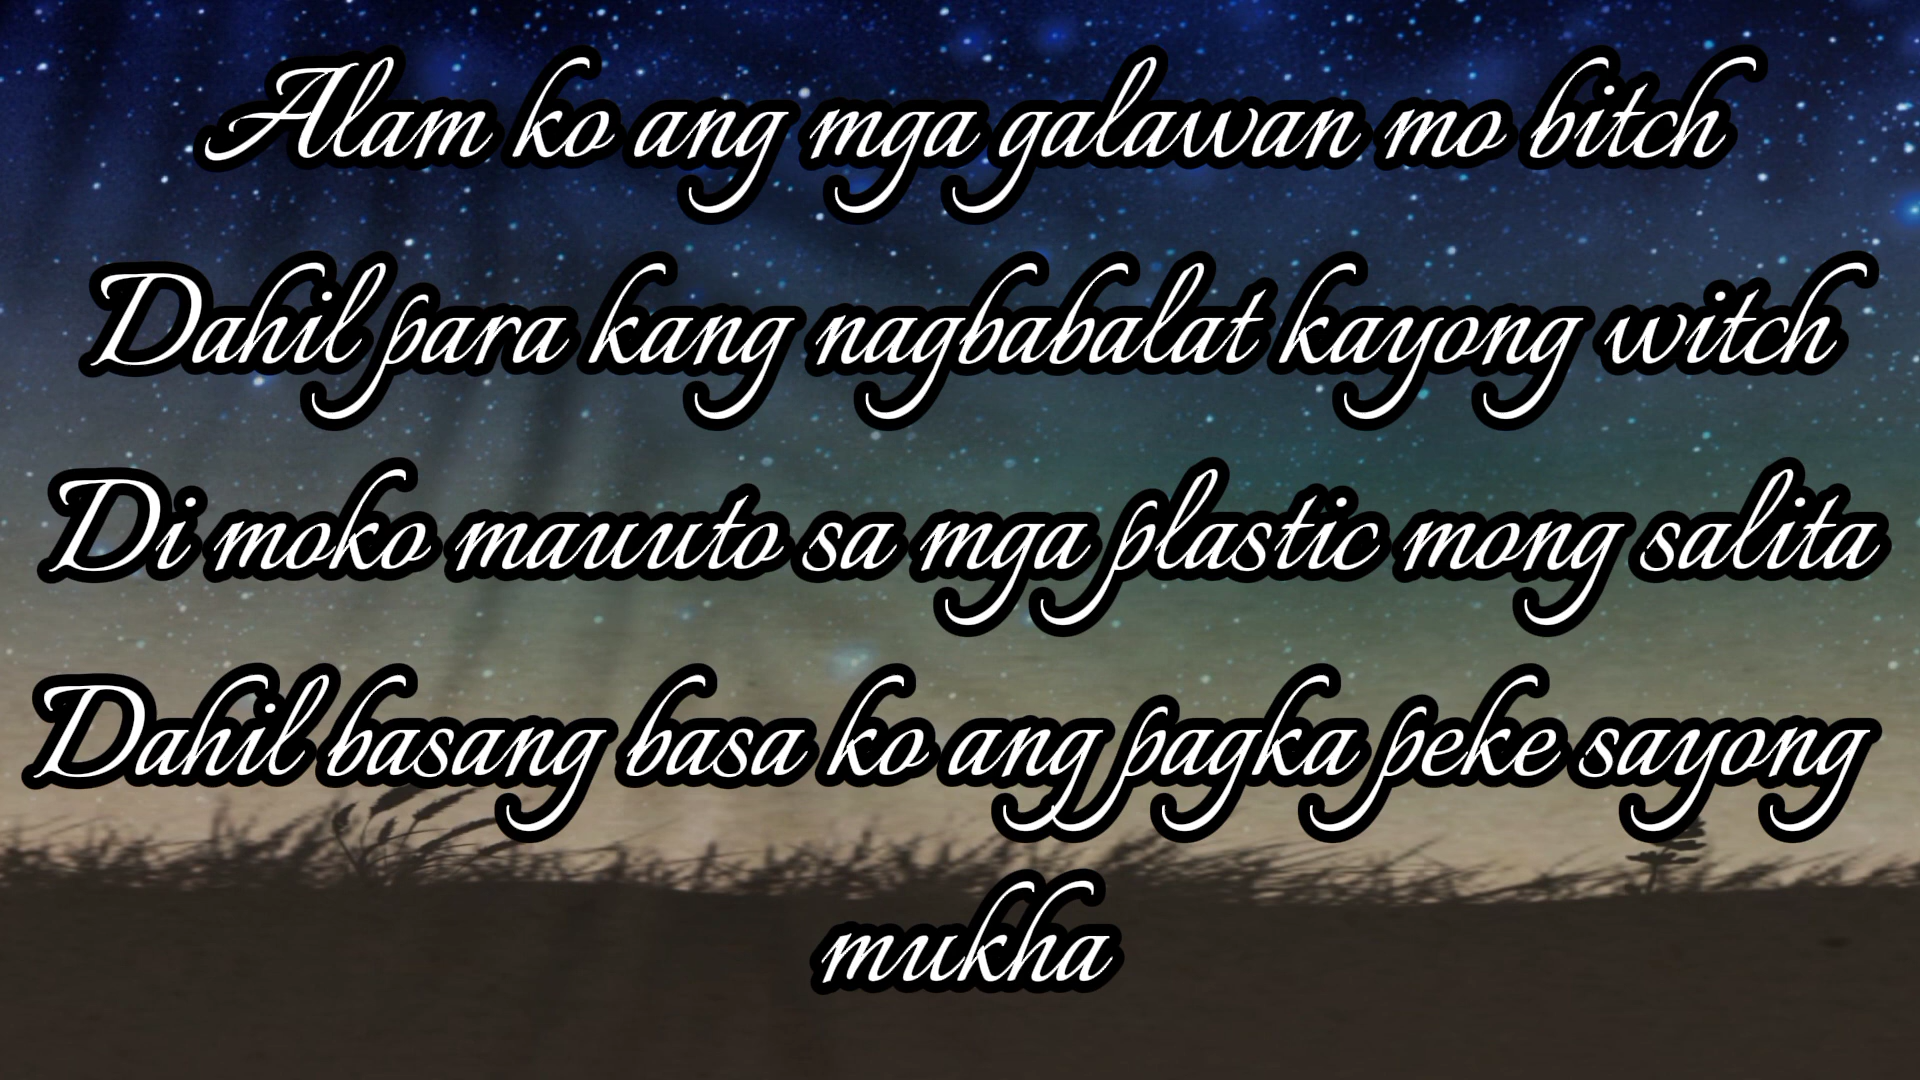 Alam ko ang mga galawan mo bitch
Dahil para kang nagbabalat kayong witch
Di moko mauuto sa mga plastic mong salita
Dahil basang basa ko ang pagka peke sayong
mukha